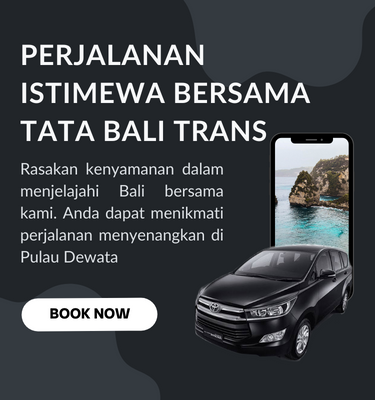 PERJALANAN
ISTIMEWA BERSAMA
TATA BALI TRANS
Rasakan kenyamanan dalam
menjelajahi Bali bersama
kami. Anda dapat menikmati
perjalanan menyenangkan di
Pulau Dewata
BOOK NOW